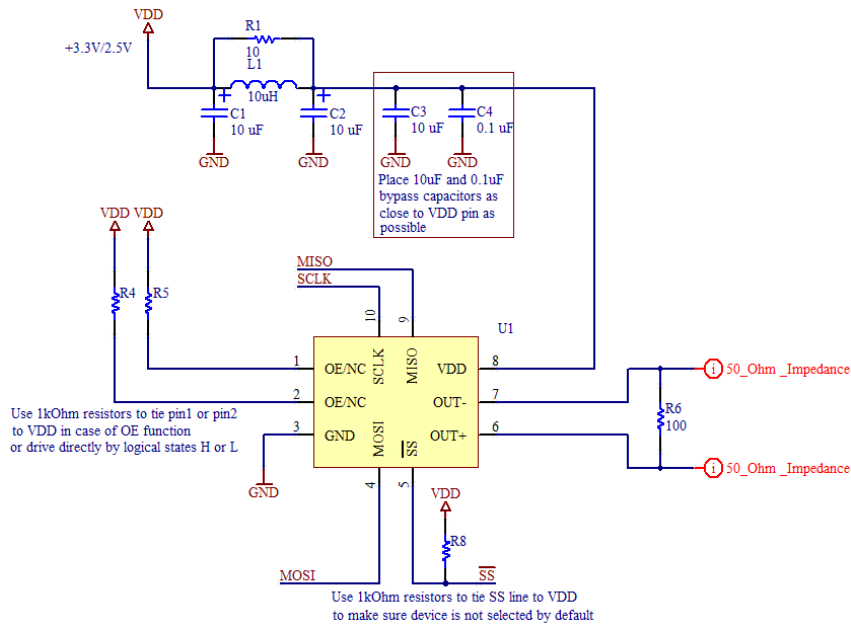 VDD
+3.3V/2.5V
R1
10
L1
10uH
C1
10 uF
GND
C2
10 uF
GND
C3
10 uF
GND
C4
0.1 uF
GND
Place 10uF and 0.1uF
bypass capacitors as
close to VDD pin as
possible
VDD
VDD
R4
R5
MISO
SCLK
10
9
U1
1
OE/NC
SCLK
MISO
VDD
8
2
OE/NC
OUT-
7
3
GND
MOSI
SS
OUT+
6
4
5
GND
Use 1kOhm resistors to tie pin1 or pin2
to VDD in case of OE function
or drive directly by logical states H or L
i
50_Ohm _Impedance
R6
100
i
50_Ohm _Impedance
VDD
R8
MOSI
SS
Use 1kOhm resistors to tie SS line to VDD
to make sure device is not selected by default